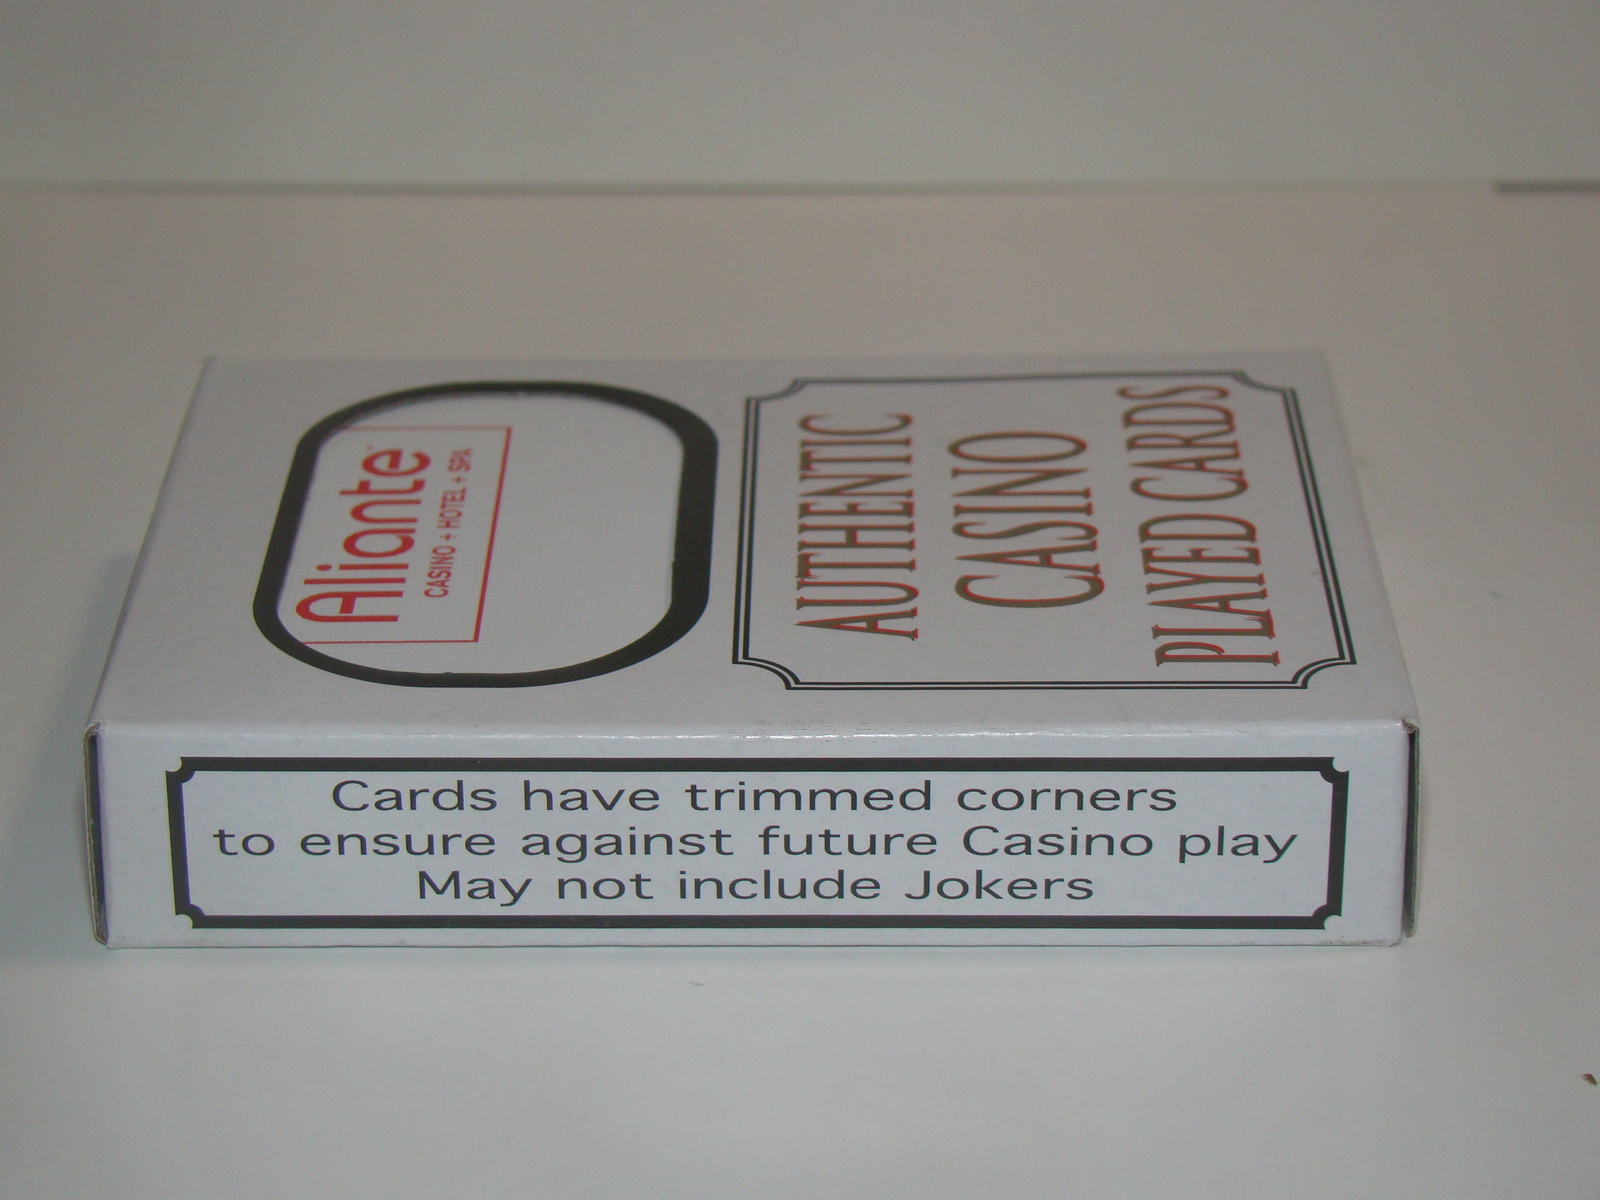 Aliante
CASINO + HOTEL + SPA
AUTHENTIC
CASINO
PLAYED CARDS
Cards have trimmed corners
to ensure against future Casino play
May not include Jokers